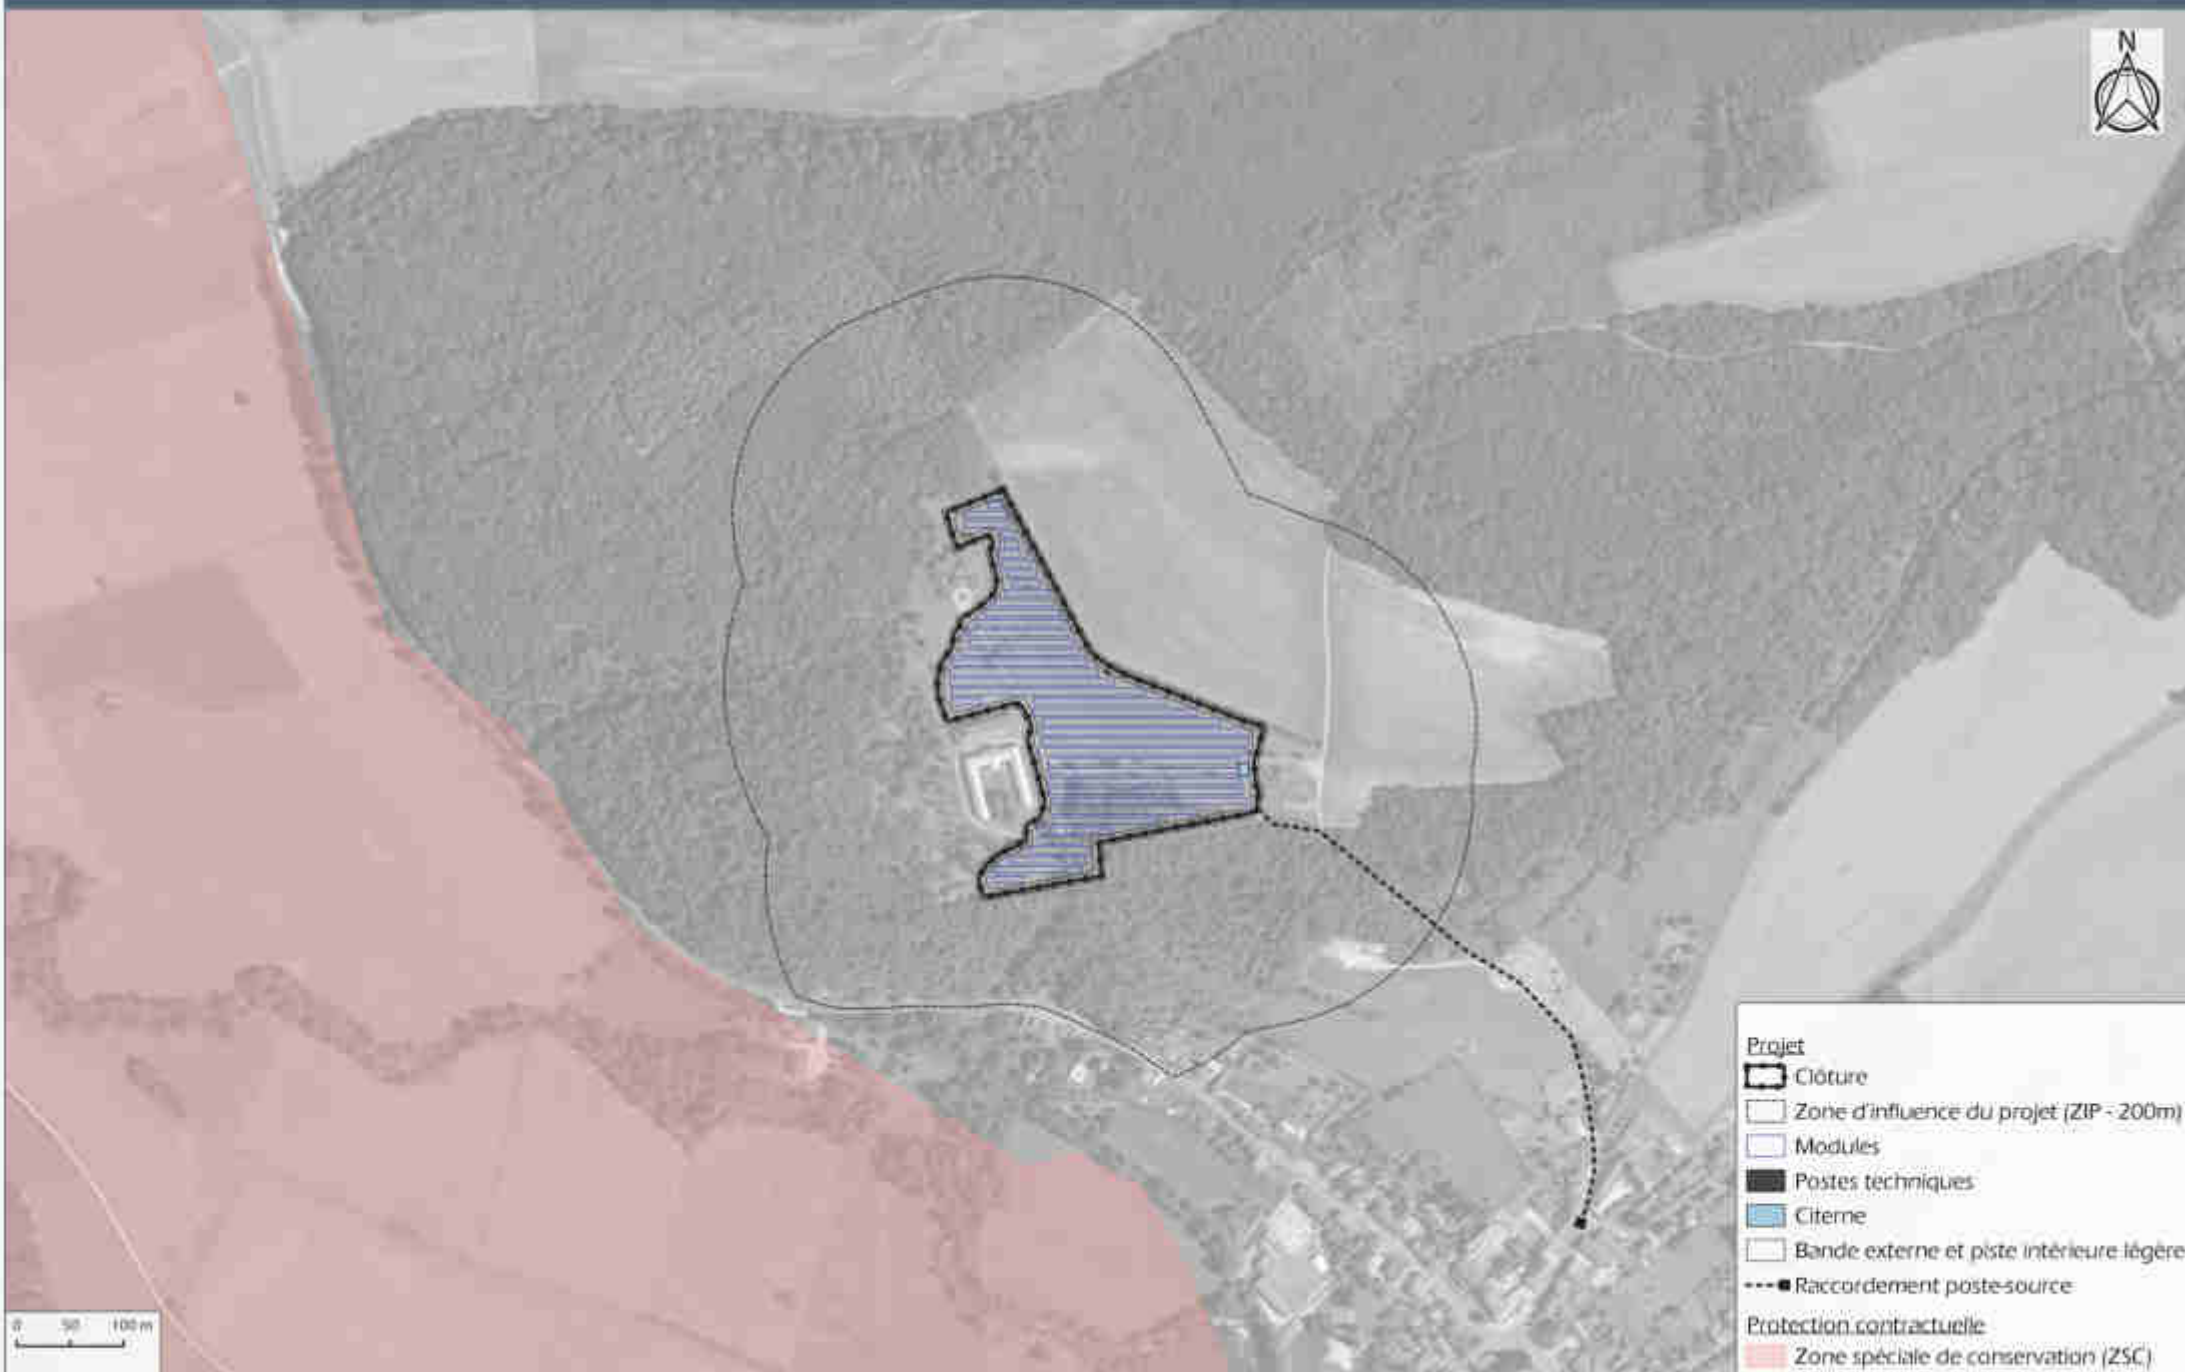 N
Projet
Clôture
Zone d'influence du projet (ZIP - 200m)
Modules
Postes techniques
Citerne
Bande externe et piste intérieure légère
Raccordement poste-source
Protection contractuelle
Zone spéciale de conservation (ZSC)
0 50 100 m